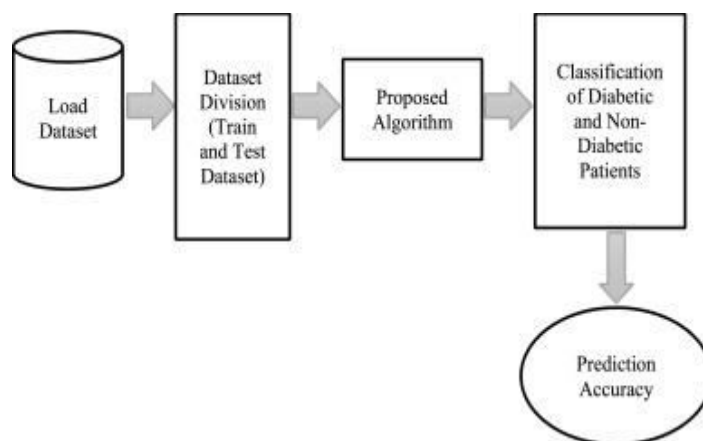 Load
Dataset
Dataset
Division
(Train
and Test
Dataset)
Proposed
Algorithm
Classification
of Diabetic
and Non-
Diabetic
Patients
Prediction
Accuracy